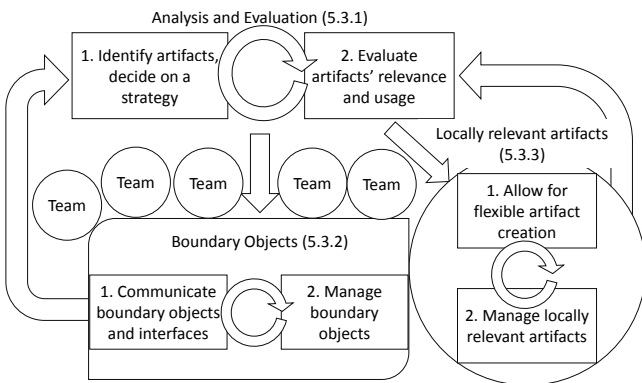 Analysis and Evaluation (5.3.1)
1. Identify artifacts,
decide on a
strategy
2. Evaluate
artifacts’ relevance
and usage
Locally relevant artifacts
(5.3.3)
Team
Team
Team
Team
Team
Team
1. Allow for
flexible artifact
creation
Boundary Objects (5.3.2)
1. Communicate
boundary objects
and interfaces
2. Manage
boundary
objects
2. Manage locally
relevant artifacts